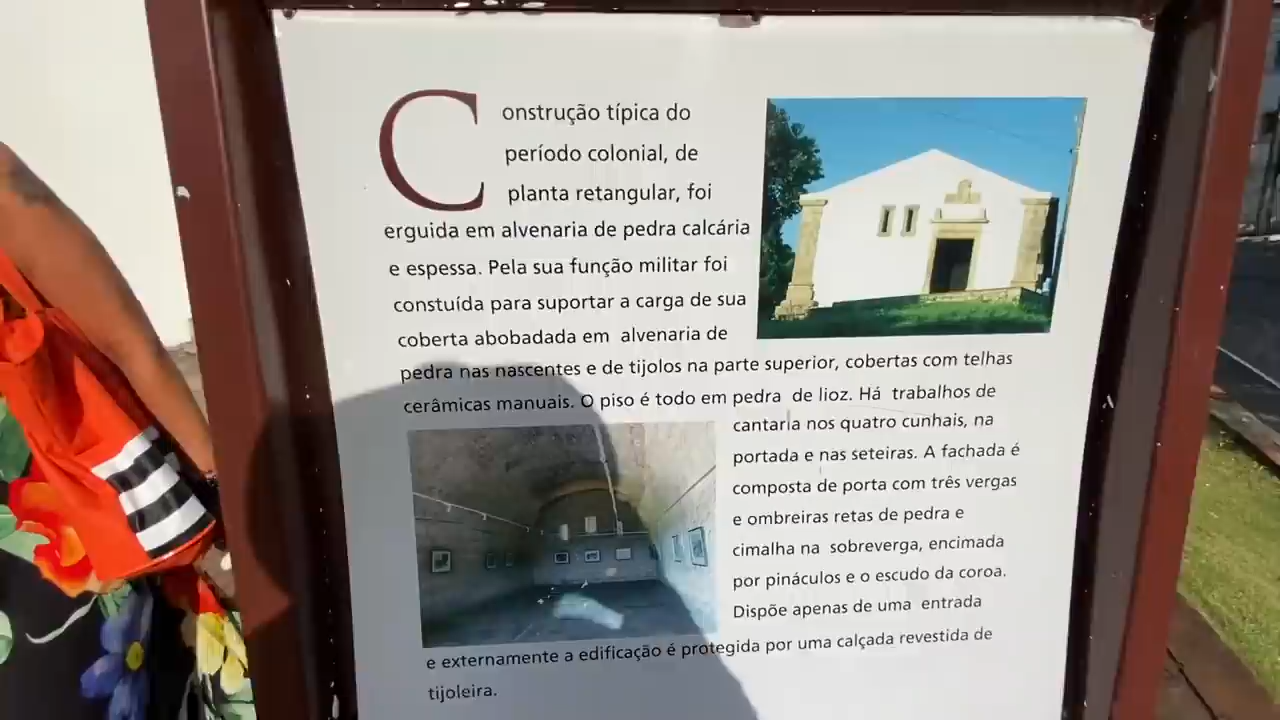 Construção típica do
período colonial, de
planta retangular, foi
erguida em alvenaria de pedra calcária
e espessa. Pela sua função militar foi
constuída para suportar a carga de sua
coberta abobadada em alvenaria de
pedra nas nascentes e de tijolos na parte superior, cobertas com telhas
cerâmicas manuais. O piso é todo em pedra de lioz. Há trabalhos de
cantaria nos quatro cunhais, na
portada e nas seteiras. A fachada é
composta de porta com três vergas
e ombreiras retas de pedra e
cimalha na sobreverga, encimada
por pináculos e o escudo da coroa.
Dispõe apenas de uma entrada
e externamente a edificação é protegida por uma calçada revestida de
tijoleira.